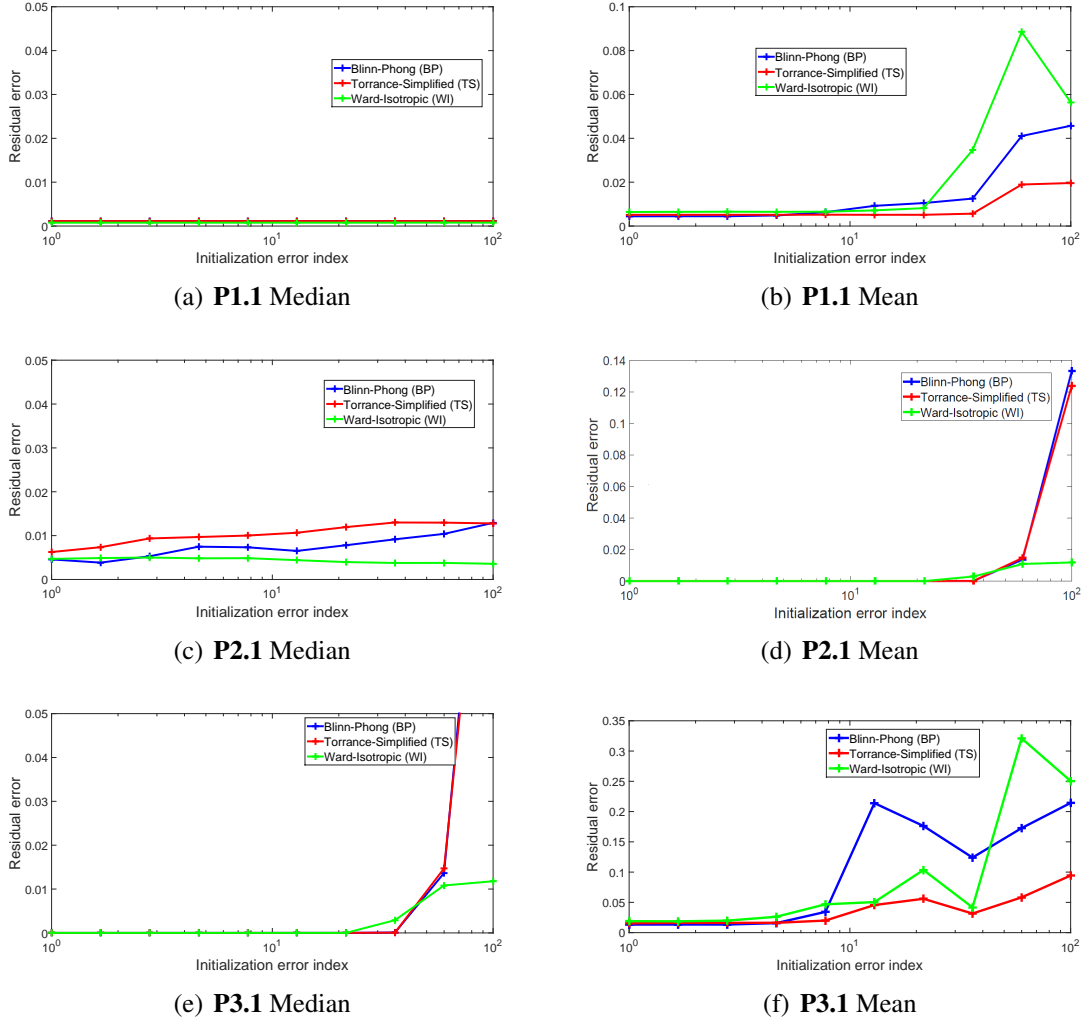 0.05
0.04
0.03
0.02
0.01
0
Residual error
Blinn-Phong (BP)
Torrance-Simplified (TS)
Ward-Isotropic (WI)
10^0
10^1
10^2
Initialization error index
(a) P1.1 Median
0.1
0.08
0.06
0.04
0.02
0
Residual error
Blinn-Phong (BP)
Torrance-Simplified (TS)
Ward-Isotropic (WI)
10^0
10^1
10^2
Initialization error index
(b) P1.1 Mean
0.05
0.04
0.03
0.02
0.01
0
Residual error
Blinn-Phong (BP)
Torrance-Simplified (TS)
Ward-Isotropic (WI)
10^0
10^1
10^2
Initialization error index
(c) P2.1 Median
0.14
0.12
0.1
0.08
0.06
0.04
0.02
0
Residual error
Blinn-Phong (BP)
Torrance-Simplified (TS)
Ward-Isotropic (WI)
10^0
10^1
10^2
Initialization error index
(d) P2.1 Mean
0.05
0.04
0.03
0.02
0.01
0
Residual error
Blinn-Phong (BP)
Torrance-Simplified (TS)
Ward-Isotropic (WI)
10^0
10^1
10^2
Initialization error index
(e) P3.1 Median
0.35
0.3
0.25
0.2
0.15
0.1
0.05
0
Residual error
Blinn-Phong (BP)
Torrance-Simplified (TS)
Ward-Isotropic (WI)
10^0
10^1
10^2
Initialization error index
(f) P3.1 Mean